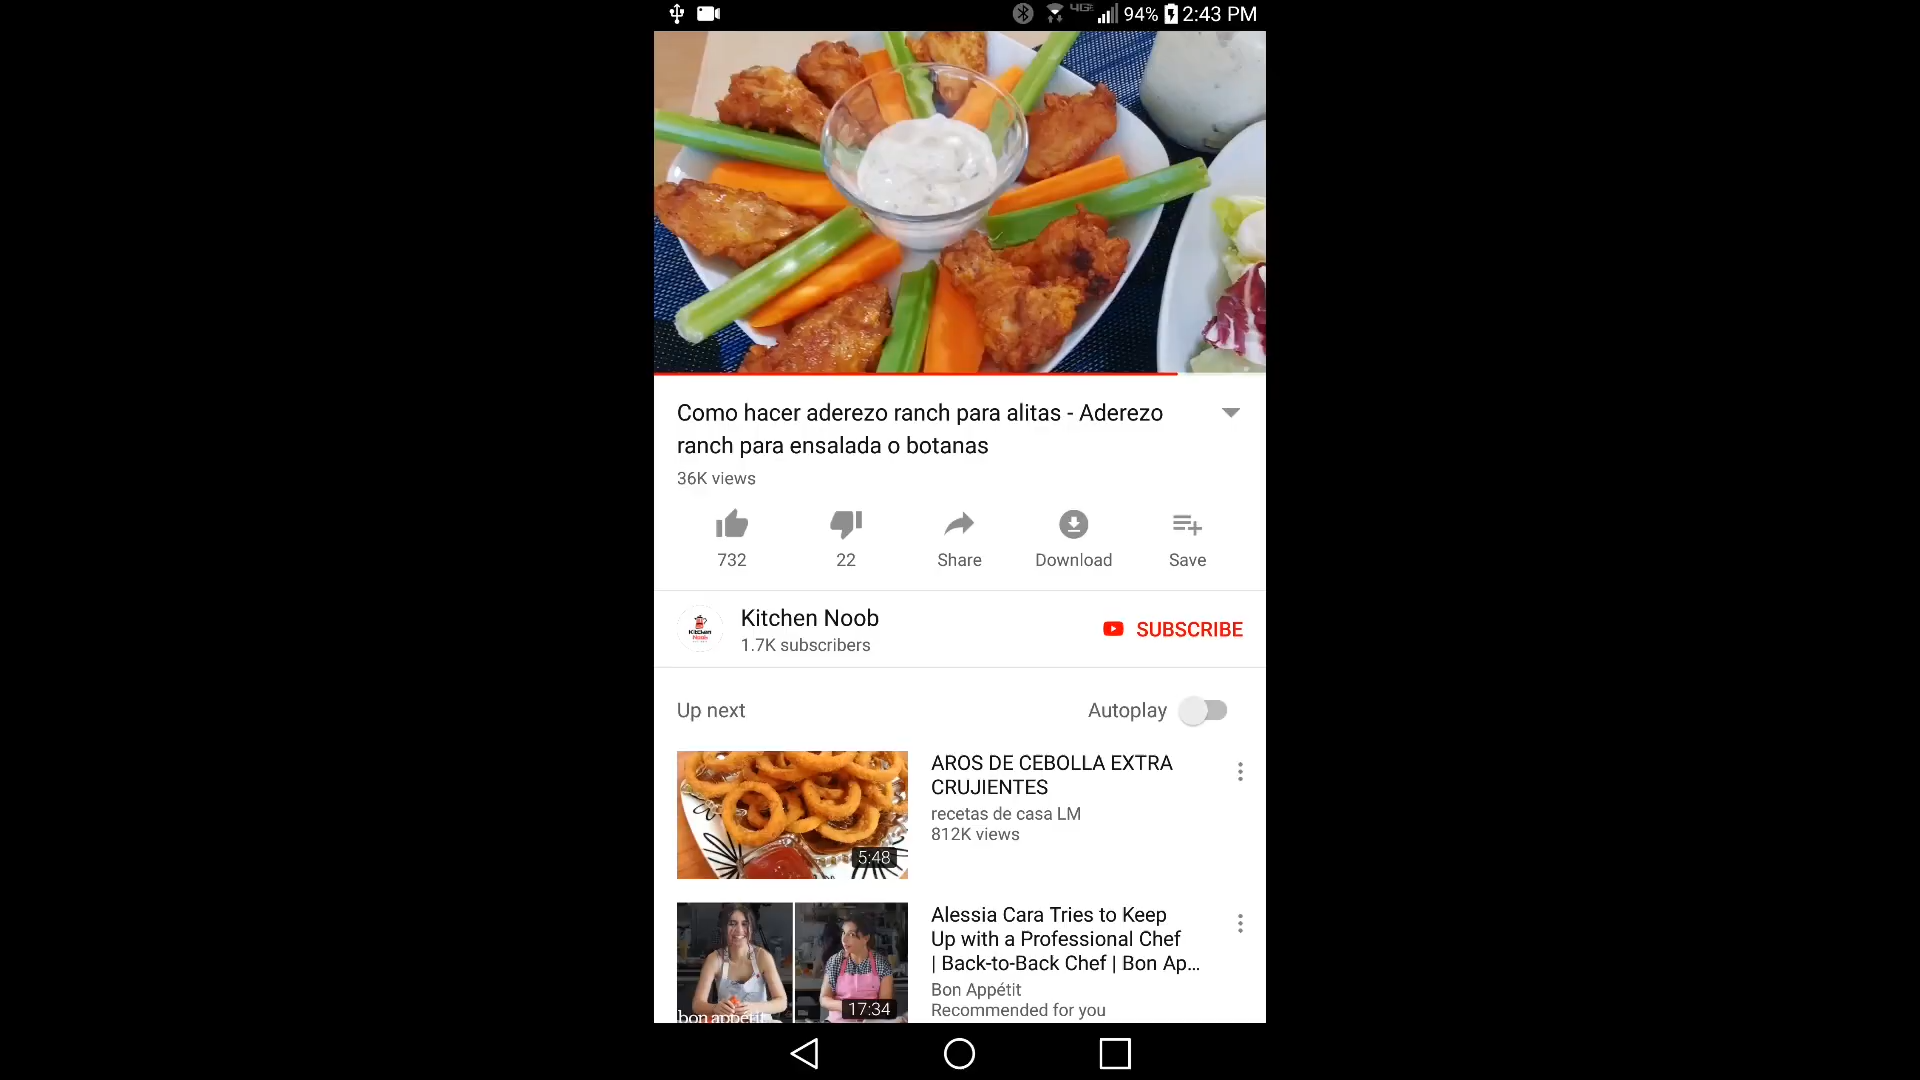 94% 2:43 PM
Como hacer aderezo ranch para alitas - Aderezo
ranch para ensalada o botanas
36K views
732
22
Share
Download
Save
Kitchen Noob
1.7K subscribers
SUBSCRIBE
Up next
Autoplay
AROS DE CEBOLLA EXTRA
CRUJIENTES
recetas de casa LM
812K views
5:48
Alessia Cara Tries to Keep
Up with a Professional Chef
| Back-to-Back Chef | Bon Ap...
Bon Appétit
Recommended for you
17:34
bon appétit